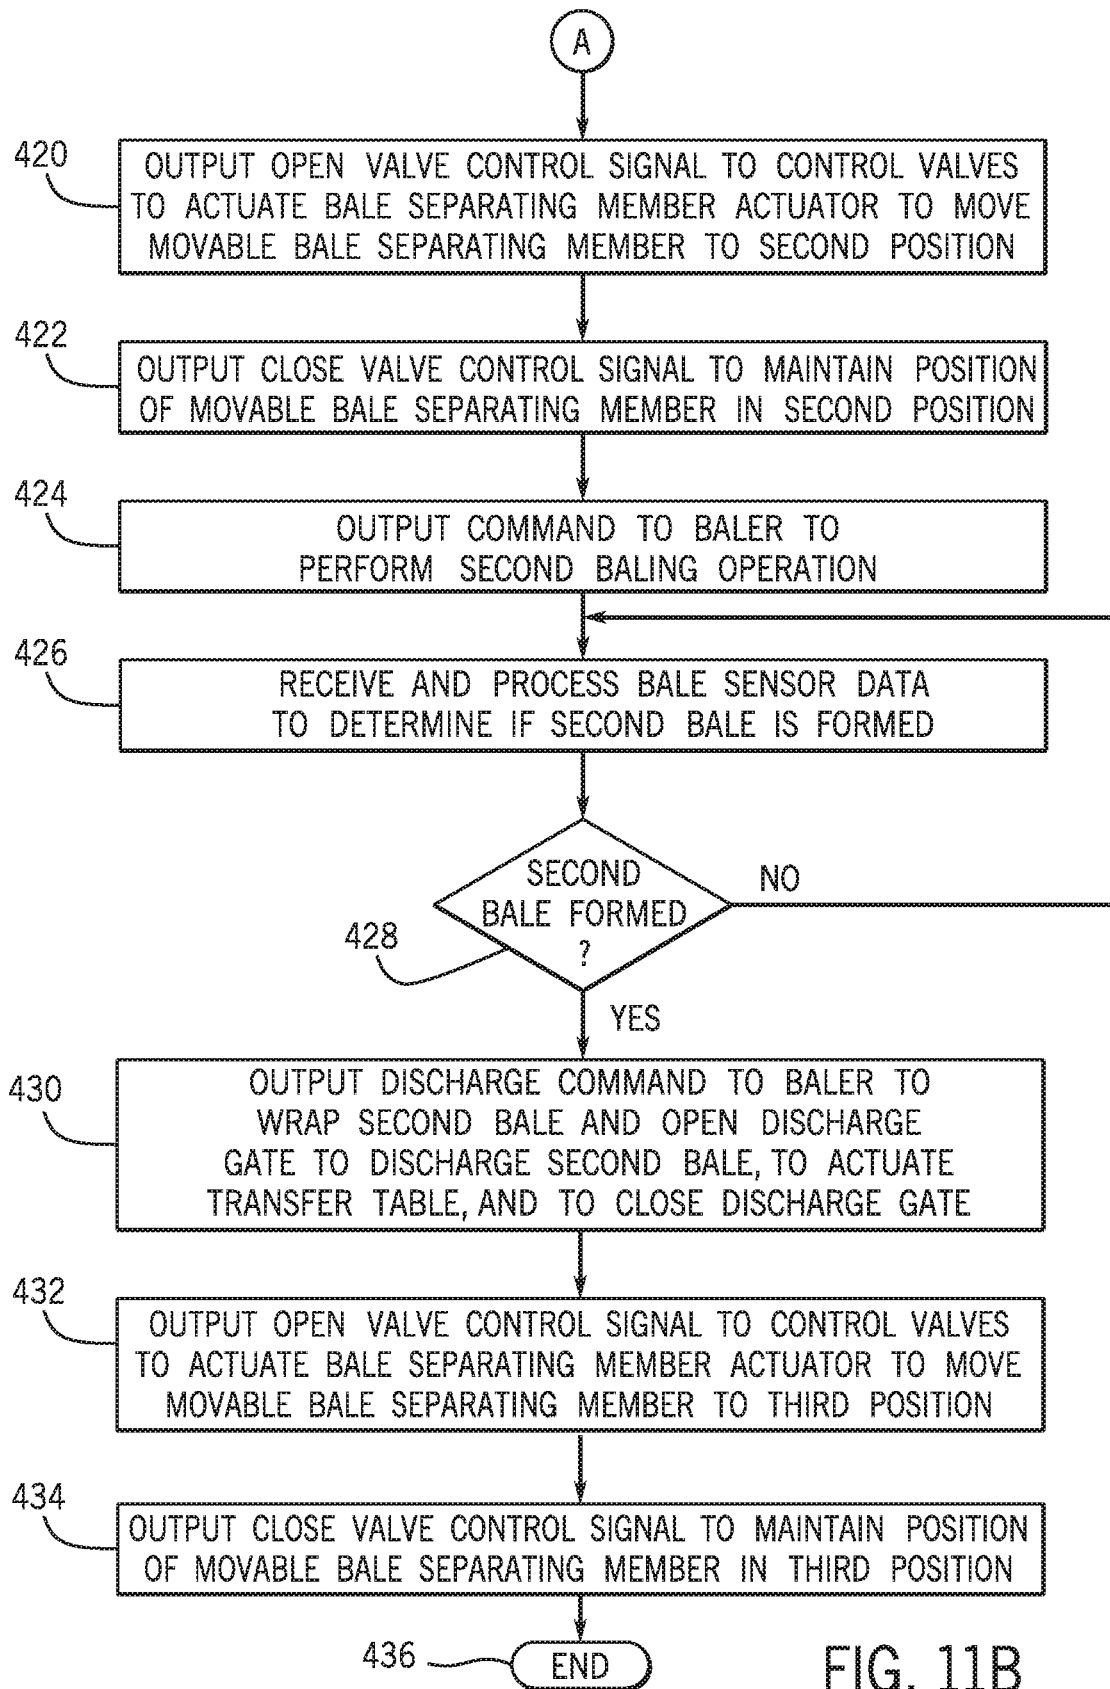 A
420
OUTPUT OPEN VALVE CONTROL SIGNAL TO CONTROL VALVES
TO ACTUATE BALE SEPARATING MEMBER ACTUATOR TO MOVE
MOVABLE BALE SEPARATING MEMBER TO SECOND POSITION
422
OUTPUT CLOSE VALVE CONTROL SIGNAL TO MAINTAIN POSITION
OF MOVABLE BALE SEPARATING MEMBER IN SECOND POSITION
424
OUTPUT COMMAND TO BALER TO
PERFORM SECOND BALING OPERATION
426
RECEIVE AND PROCESS BALE SENSOR DATA
TO DETERMINE IF SECOND BALE IS FORMED
SECOND
BALE FORMED
?
NO
428
YES
430
OUTPUT DISCHARGE COMMAND TO BALER TO
WRAP SECOND BALE AND OPEN DISCHARGE
GATE TO DISCHARGE SECOND BALE, TO ACTUATE
TRANSFER TABLE, AND TO CLOSE DISCHARGE GATE
432
OUTPUT OPEN VALVE CONTROL SIGNAL TO CONTROL VALVES
TO ACTUATE BALE SEPARATING MEMBER ACTUATOR TO MOVE
MOVABLE BALE SEPARATING MEMBER TO THIRD POSITION
434
OUTPUT CLOSE VALVE CONTROL SIGNAL TO MAINTAIN POSITION
OF MOVABLE BALE SEPARATING MEMBER IN THIRD POSITION
436
END
FIG. 11B